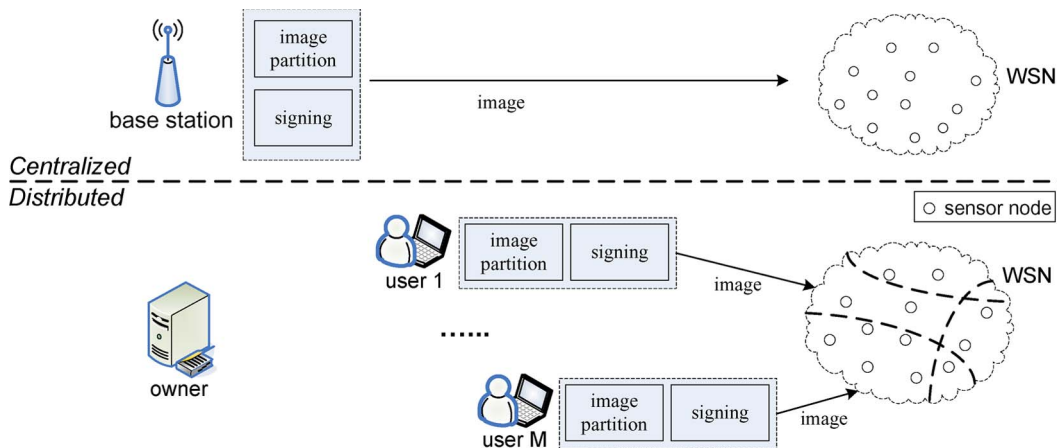 image
partition
signing
base station
image
WSN
Centralized
Distributed
sensor node
image
partition
signing
user 1
image
WSN
......
owner
image
partition
signing
user M
image